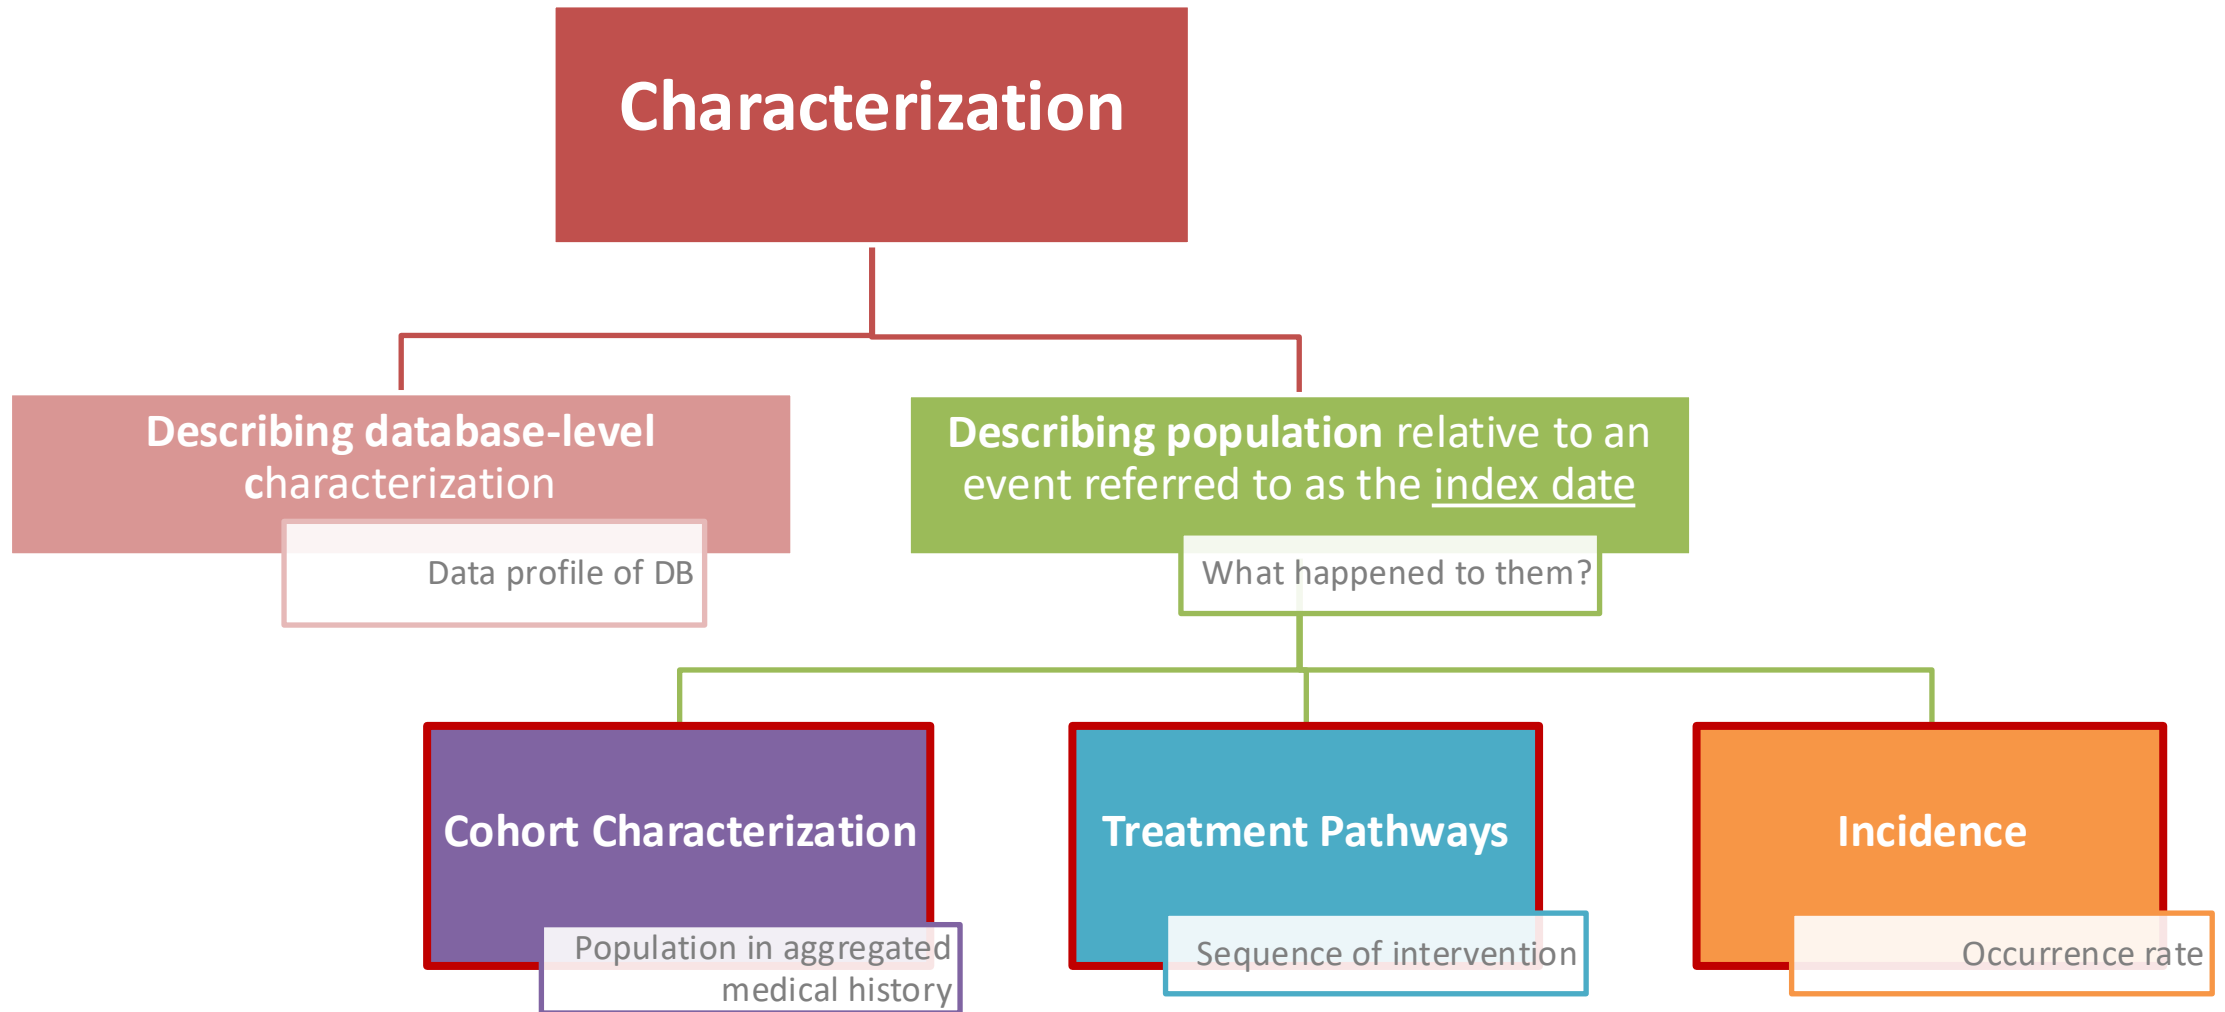 Characterization
Describing database-level
characterization
Data profile of DB
Describing population relative to an
event referred to as the index date
What happened to them?
Cohort Characterization
Population in aggregated
medical history
Treatment Pathways
Sequence of intervention
Incidence
Occurrence rate